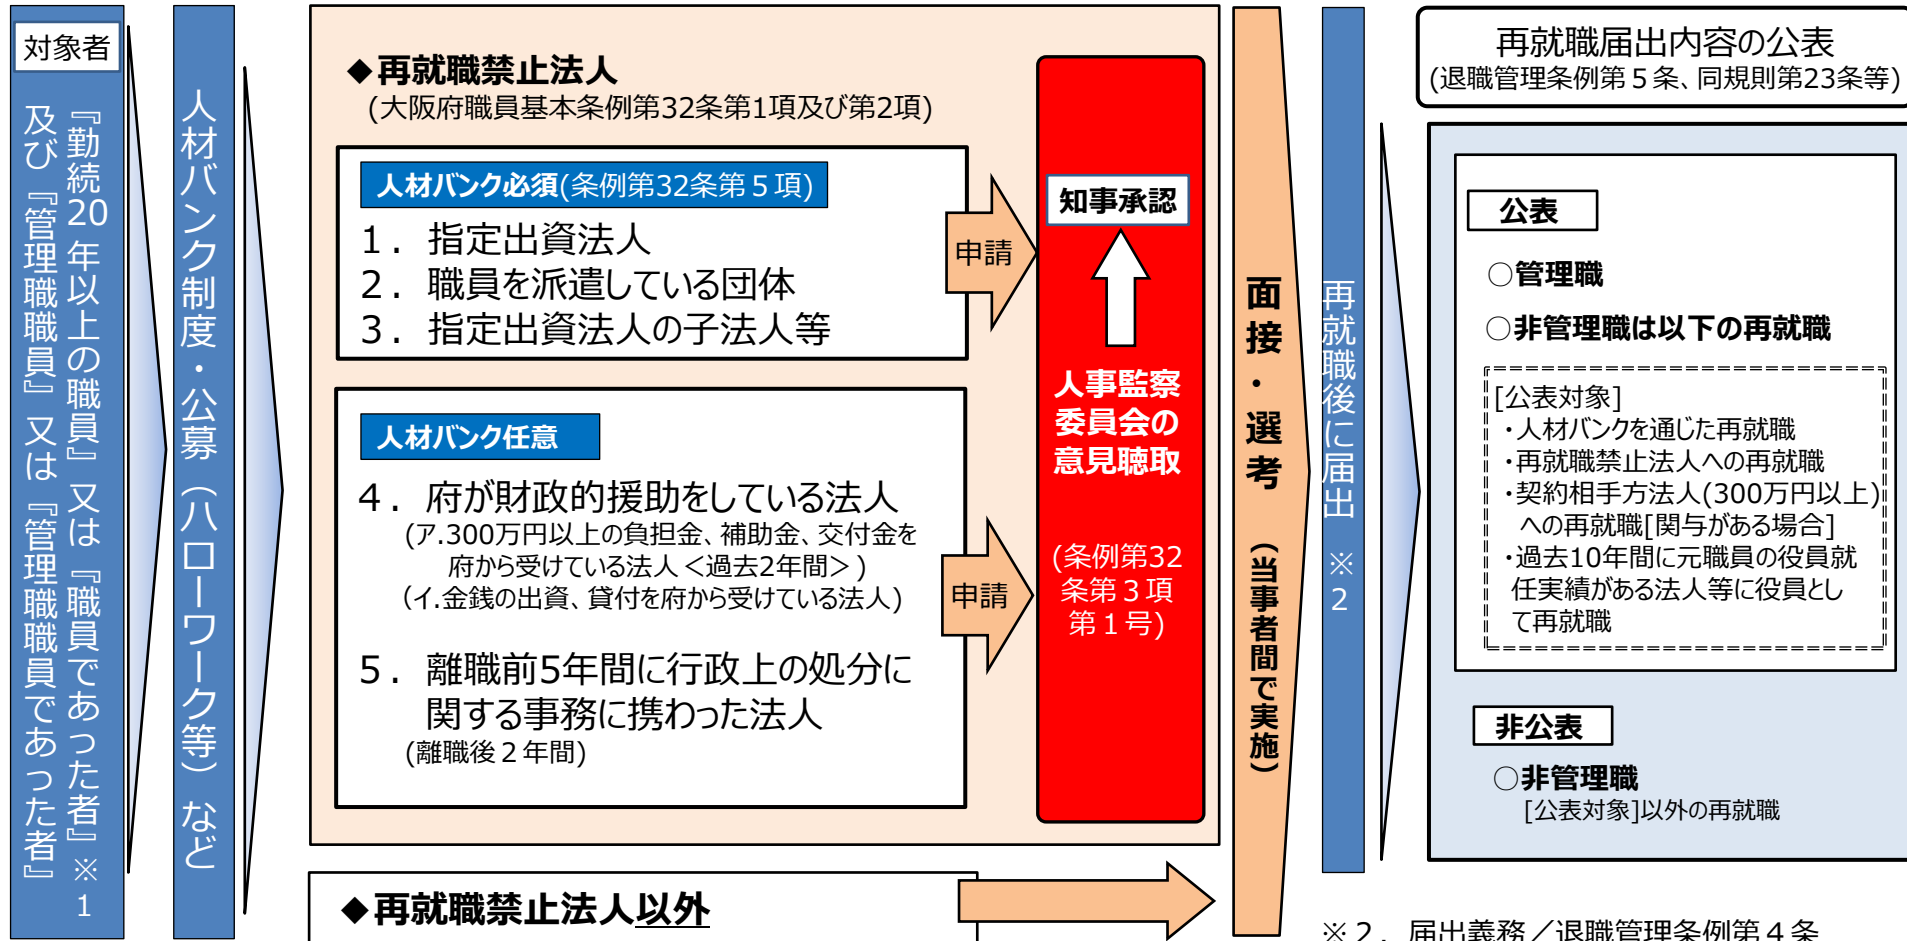 対象者
『勤続20年以上の職員』又は『職員であった者』※1
及び『管理職職員』又は『管理職職員であった者』
人材バンク制度・公募（ハローワーク等）など
◆再就職禁止法人
(大阪府職員基本条例第32条第1項及び第2項)
人材バンク必須(条例第32条第５項)
１．指定出資法人
２．職員を派遣している団体
３．指定出資法人の子法人等
申請
人材バンク任意
４．府が財政的援助をしている法人
(ア.300万円以上の負担金、補助金、交付金を
府から受けている法人＜過去2年間＞)
(イ.金銭の出資、貸付を府から受けている法人)
５．離職前5年間に行政上の処分に
関する事務に携わった法人
(離職後２年間)
申請
知事承認
人事監察
委員会の
意見聴取
(条例第32
条第３項
第１号)
◆再就職禁止法人以外
面接・選考（当事者間で実施）
再就職後に届出 ※2
再就職届出内容の公表
(退職管理条例第５条、同規則第23条等)
公表
○管理職
○非管理職は以下の再就職
[公表対象]
・人材バンクを通じた再就職
・再就職禁止法人への再就職
・契約相手方法人(300万円以上)
への再就職[関与がある場合]
・過去10年間に元職員の役員就
任実績がある法人等に役員とし
て再就職
非公表
○非管理職
[公表対象]以外の再就職
※２．届出義務／退職管理条例第４条